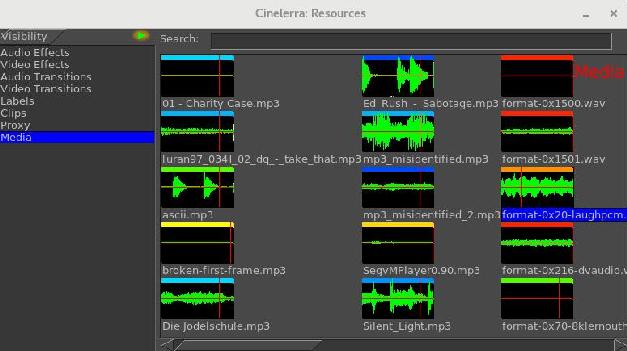 Cinelerra: Resources
Visibility
Search:
Audio Effects
Video Effects
Audio Transitions
Video Transitions
Labels
Clips
Proxy
Media
Media
01 - Charity Case.mp3
Ed_Rush_-_Sabotage.mp3
format-0x1500.wav
luran97_034l_02_dq_-_take_that.mp3
mp3_misidentified.mp3
format-0x1501.wav
ascii.mp3
mp3_misidentified_2.mp3
format-0x20-laughpcm.
broken-first-frame.mp3
SegvMPlayer0.90.mp3
format-0x216-dvaudio.w
Die Jodelschule.mp3
Silent_Light.mp3
format-0x70-8klernouth